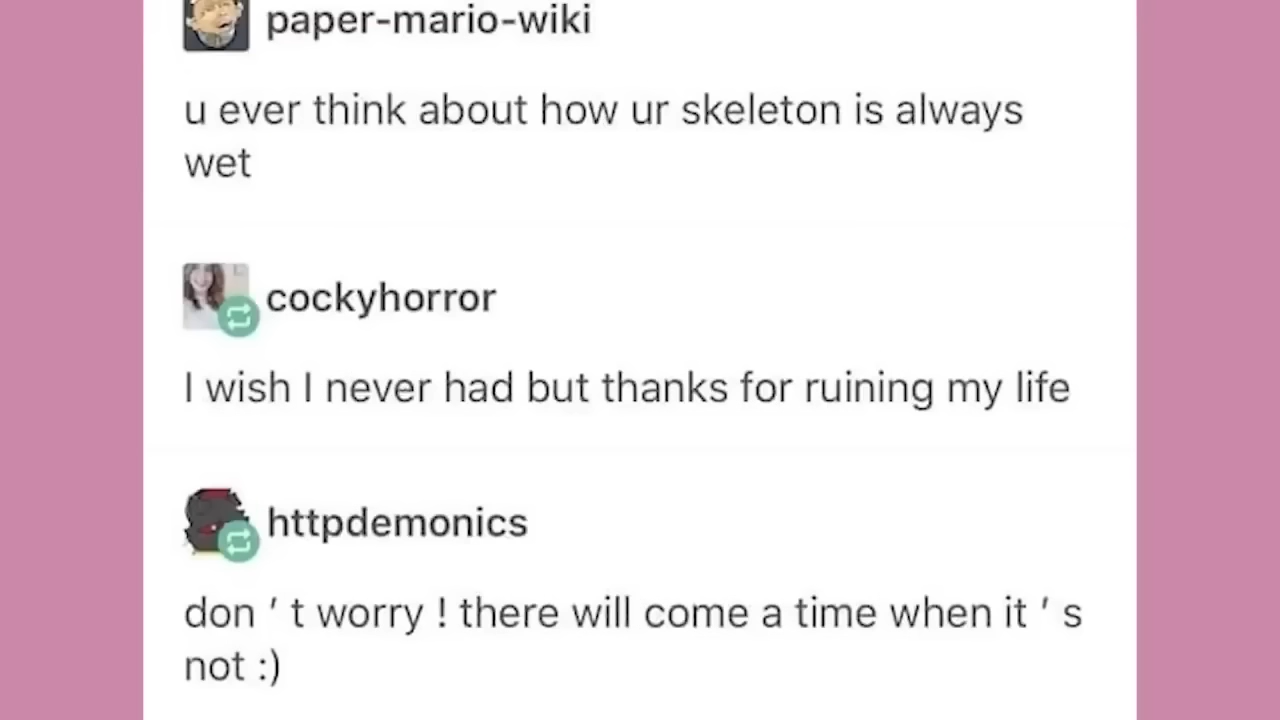 paper-mario-wiki
u ever think about how ur skeleton is always
wet
cockyhorror
I wish I never had but thanks for ruining my life
httpdemonics
don ' t worry ! there will come a time when it ' s
not :)